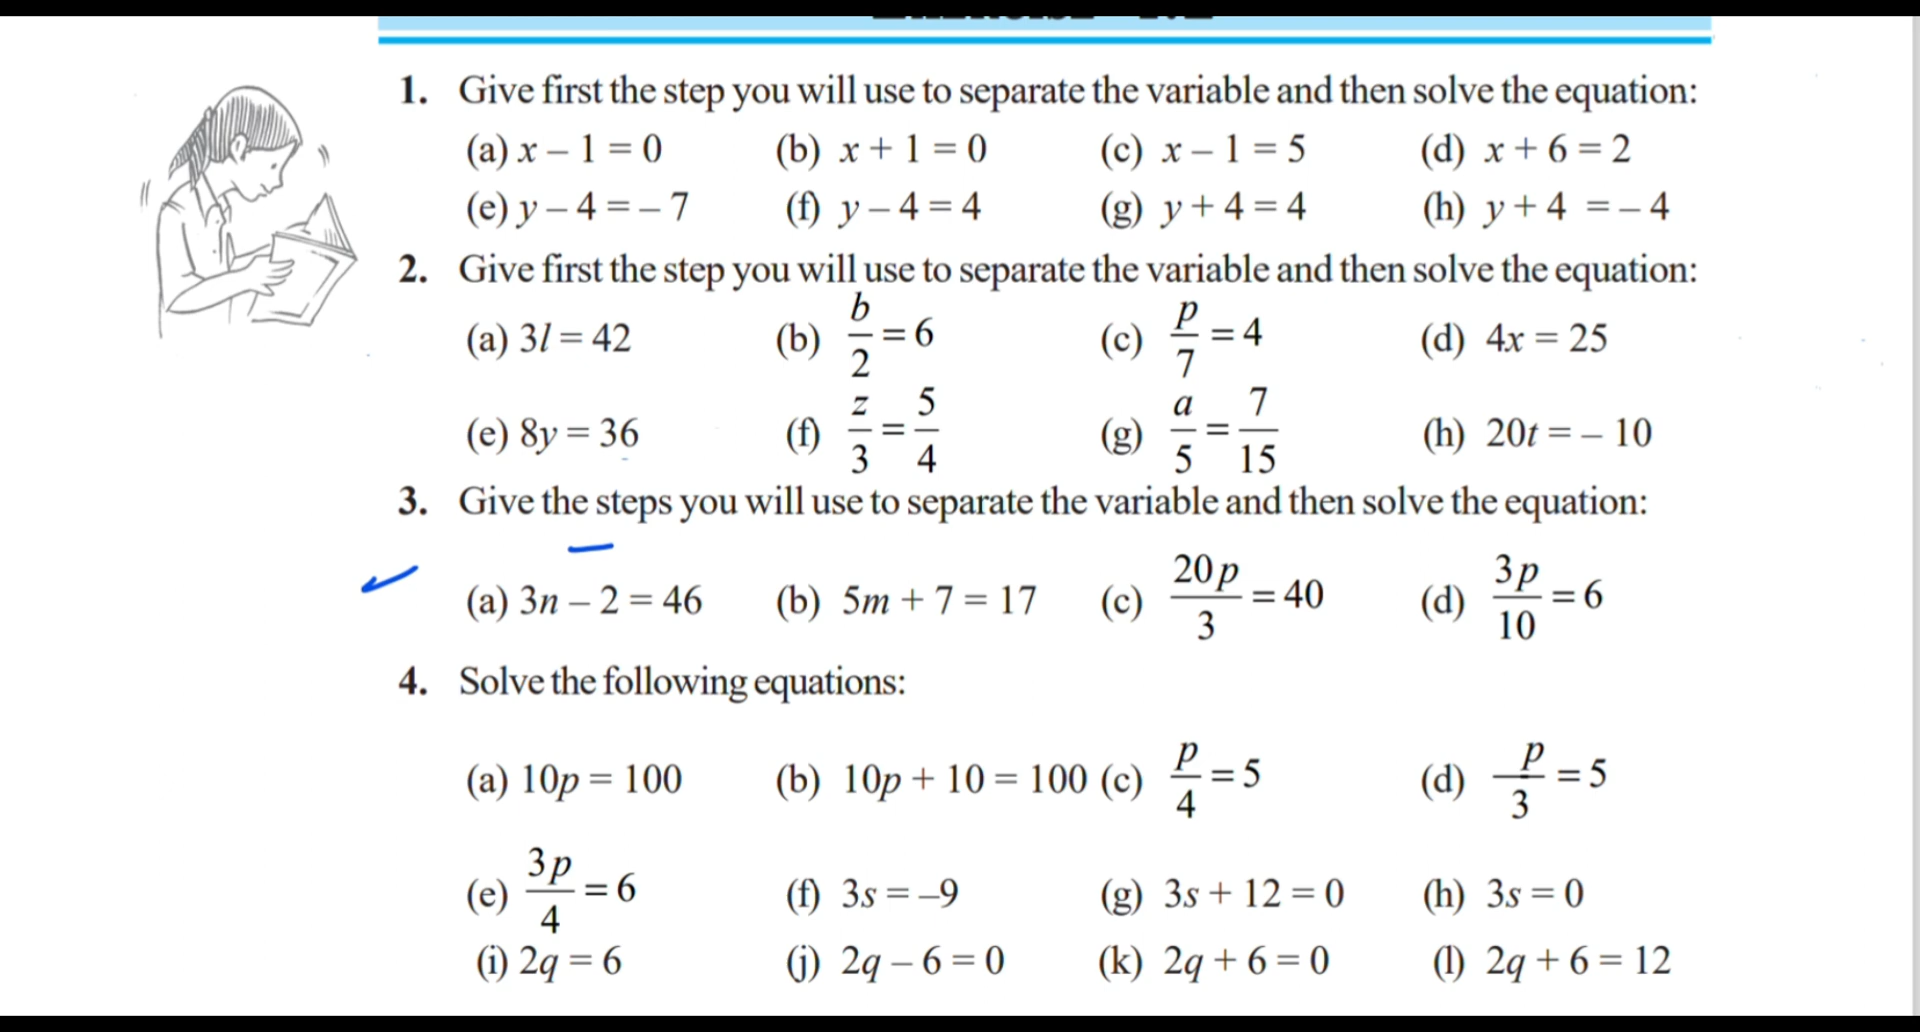 1. Give first the step you will use to separate the variable and then solve the equation:
(a) x – 1 = 0 (b) x + 1 = 0 (c) x – 1 = 5 (d) x + 6 = 2
(e) y – 4 = – 7 (f) y – 4 = 4 (g) y + 4 = 4 (h) y + 4 = – 4
2. Give first the step you will use to separate the variable and then solve the equation:
(a) 3l = 42 (b) b/2 = 6 (c) p/7 = 4 (d) 4x = 25
(e) 8y = 36 (f) z/3 = 5/4 (g) a/5 = 7/15 (h) 20t = – 10
3. Give the steps you will use to separate the variable and then solve the equation:
(a) 3n – 2 = 46 (b) 5m + 7 = 17 (c) 20p/3 = 40 (d) 3p/10 = 6
4. Solve the following equations:
(a) 10p = 100 (b) 10p + 10 = 100 (c) p/4 = 5 (d) –p/3 = 5
(e) 3p/4 = 6 (f) 3s = –9 (g) 3s + 12 = 0 (h) 3s = 0
(i) 2q = 6 (j) 2q – 6 = 0 (k) 2q + 6 = 0 (l) 2q + 6 = 12